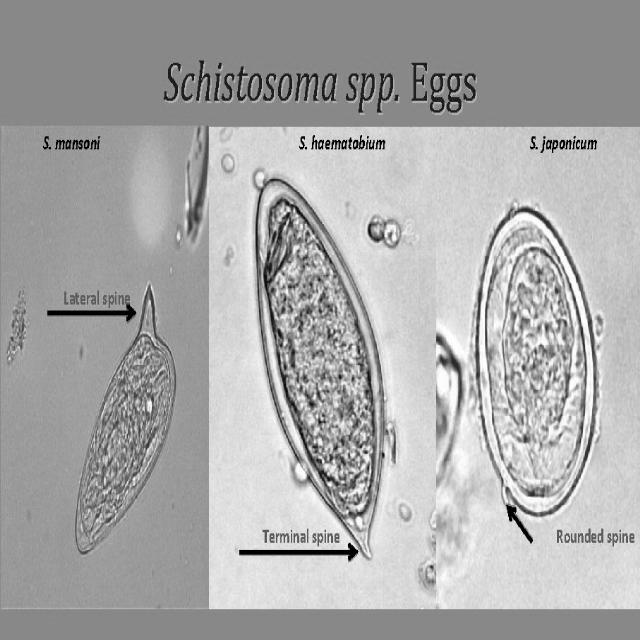 Schistosoma spp. Eggs
S. mansoni
S. haematobium
S. japonicum
Lateral spine
Terminal spine
Rounded spine